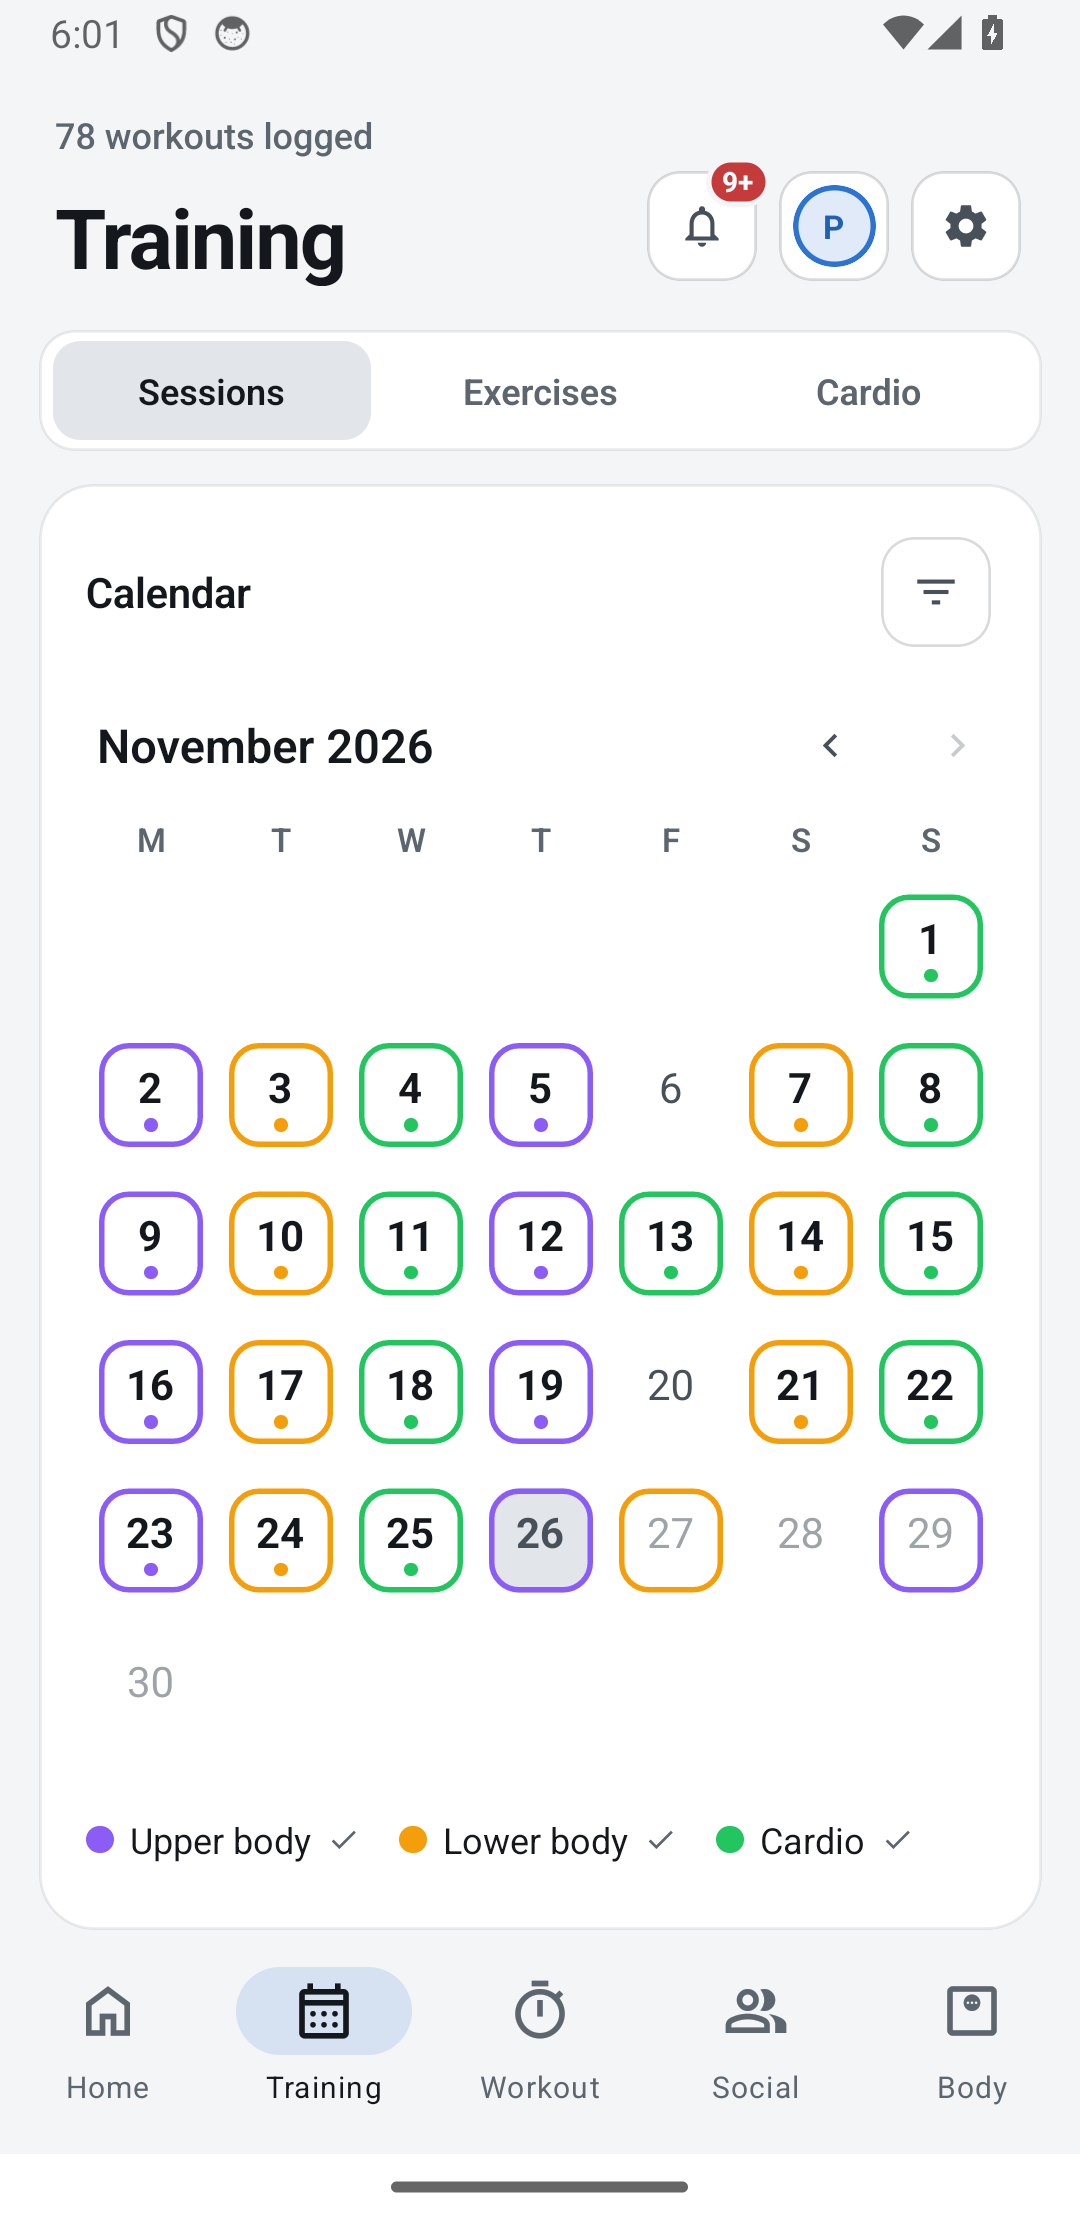 6:01
78 workouts logged
Training
9+
P
Sessions Exercises Cardio
Calendar
November 2026
M T W T F S S
1
2 3 4 5 6 7 8
9 10 11 12 13 14 15
16 17 18 19 20 21 22
23 24 25 26 27 28 29
30
Upper body Lower body Cardio
Home Training Workout Social Body